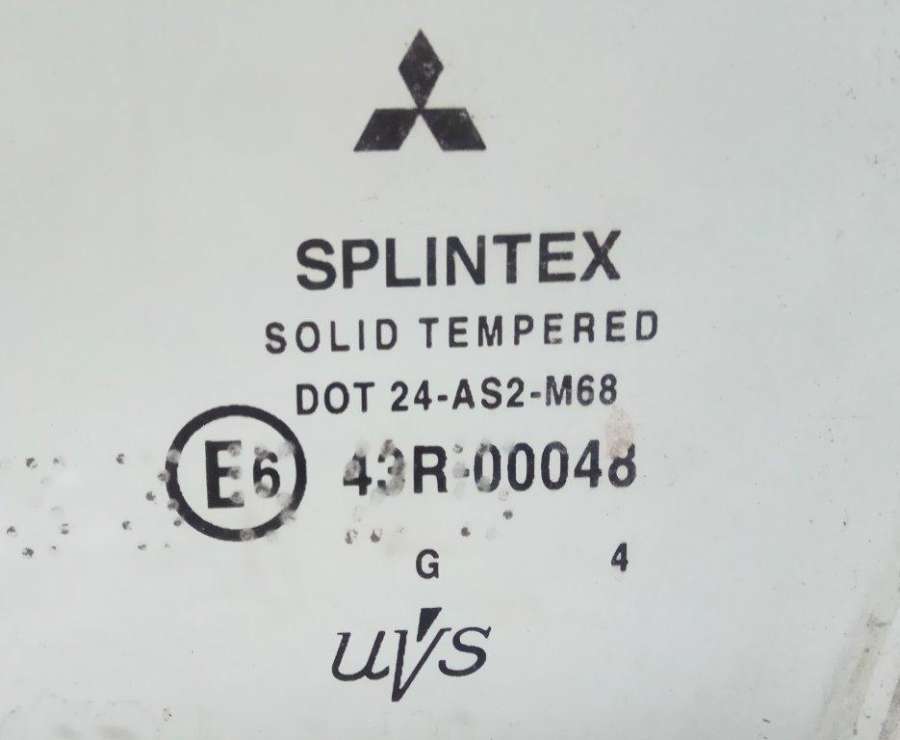 SPLINTEX
SOLID TEMPERED
DOT 24-AS2-M68
E6 43R-00048
G 4
uVs